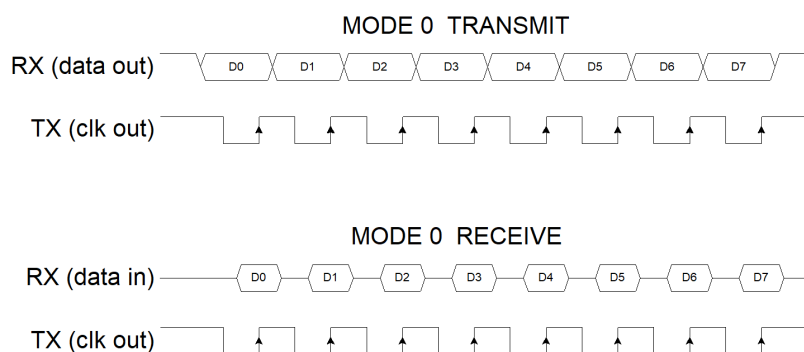 MODE 0 TRANSMIT
RX (data out) D0 D1 D2 D3 D4 D5 D6 D7
TX (clk out)
MODE 0 RECEIVE
RX (data in) D0 D1 D2 D3 D4 D5 D6 D7
TX (clk out)